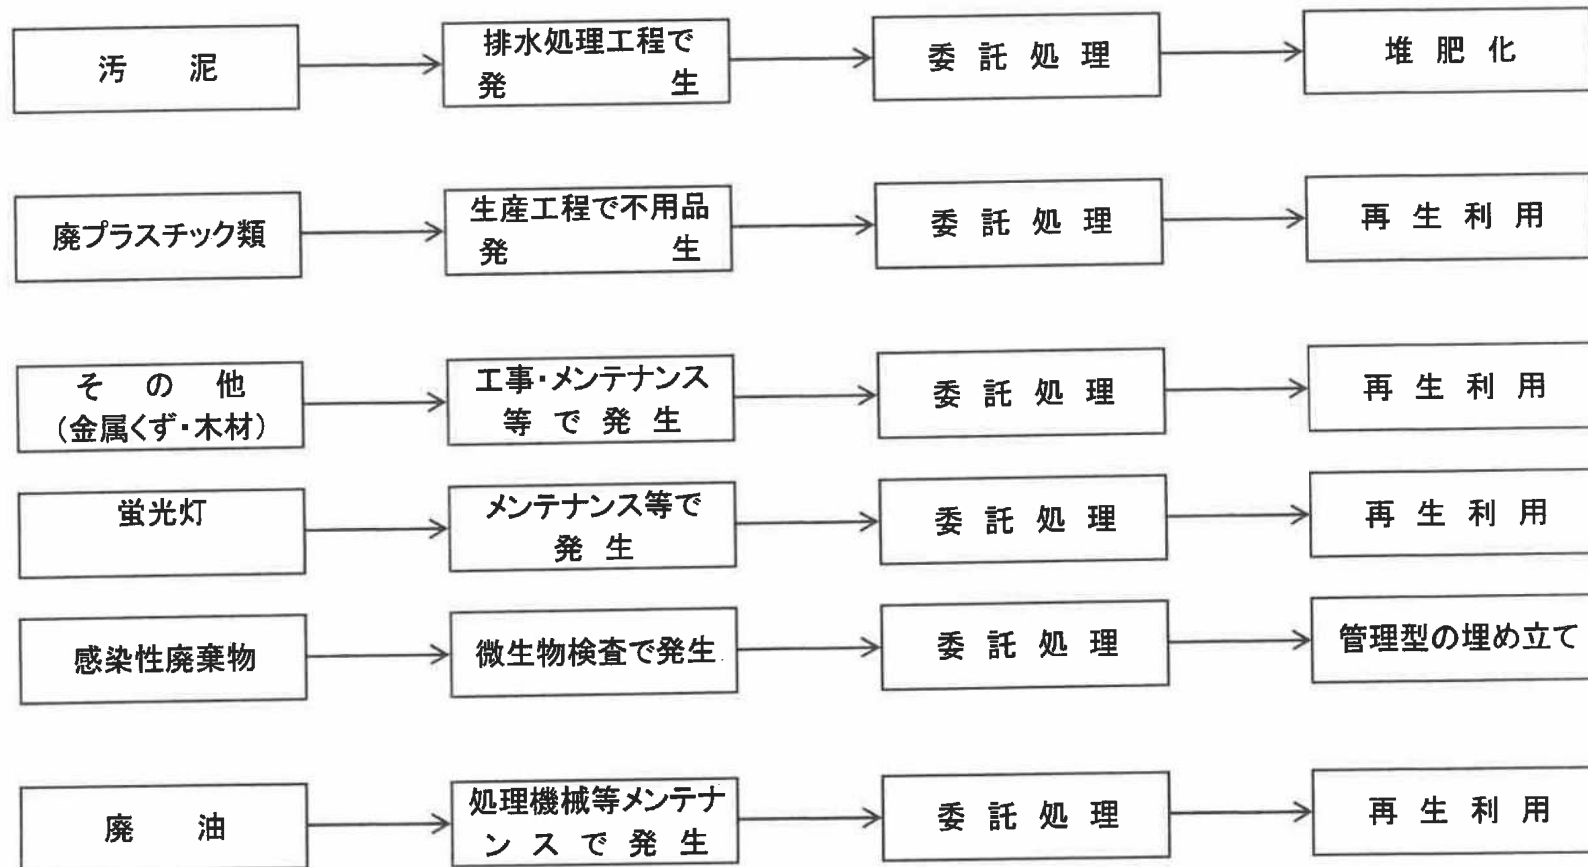 汚泥
排水処理工程で
発生
委託処理
堆肥化
廃プラスチック類
生産工程で不用品
発生
委託処理
再生利用
その他
(金属くず・木材)
工事・メンテナンス
等で発生
委託処理
再生利用
蛍光灯
メンテナンス等で
発生
委託処理
再生利用
感染性廃棄物
微生物検査で発生
委託処理
管理型の埋め立て
廃油
処理機械等メンテナ
ンスで発生
委託処理
再生利用